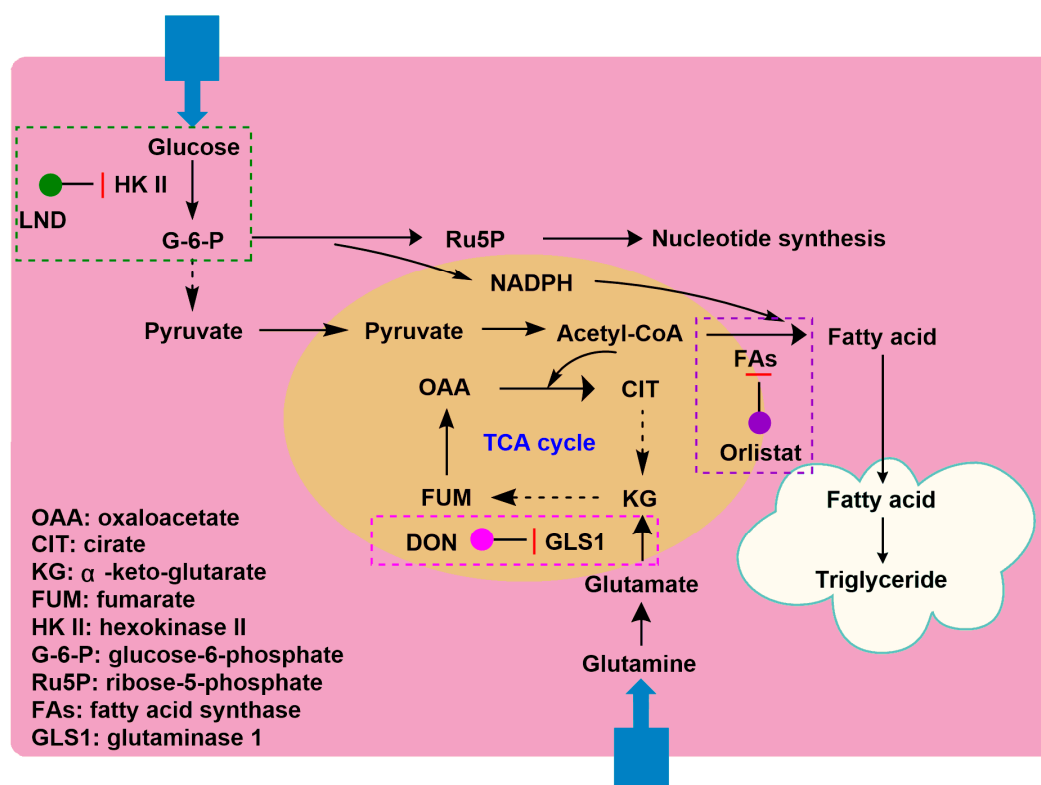 Glucose
HK II
LND
G-6-P
Ru5P
Nucleotide synthesis
NADPH
Pyruvate
Pyruvate
Acetyl-CoA
Fatty acid
FAs
OAA
CIT
TCA cycle
Orlistat
FUM
KG
Fatty acid
DON
GLS1
Glutamate
Triglyceride
Glutamine
OAA: oxaloacetate
CIT: cirate
KG: α -keto-glutarate
FUM: fumarate
HK II: hexokinase II
G-6-P: glucose-6-phosphate
Ru5P: ribose-5-phosphate
FAs: fatty acid synthase
GLS1: glutaminase 1